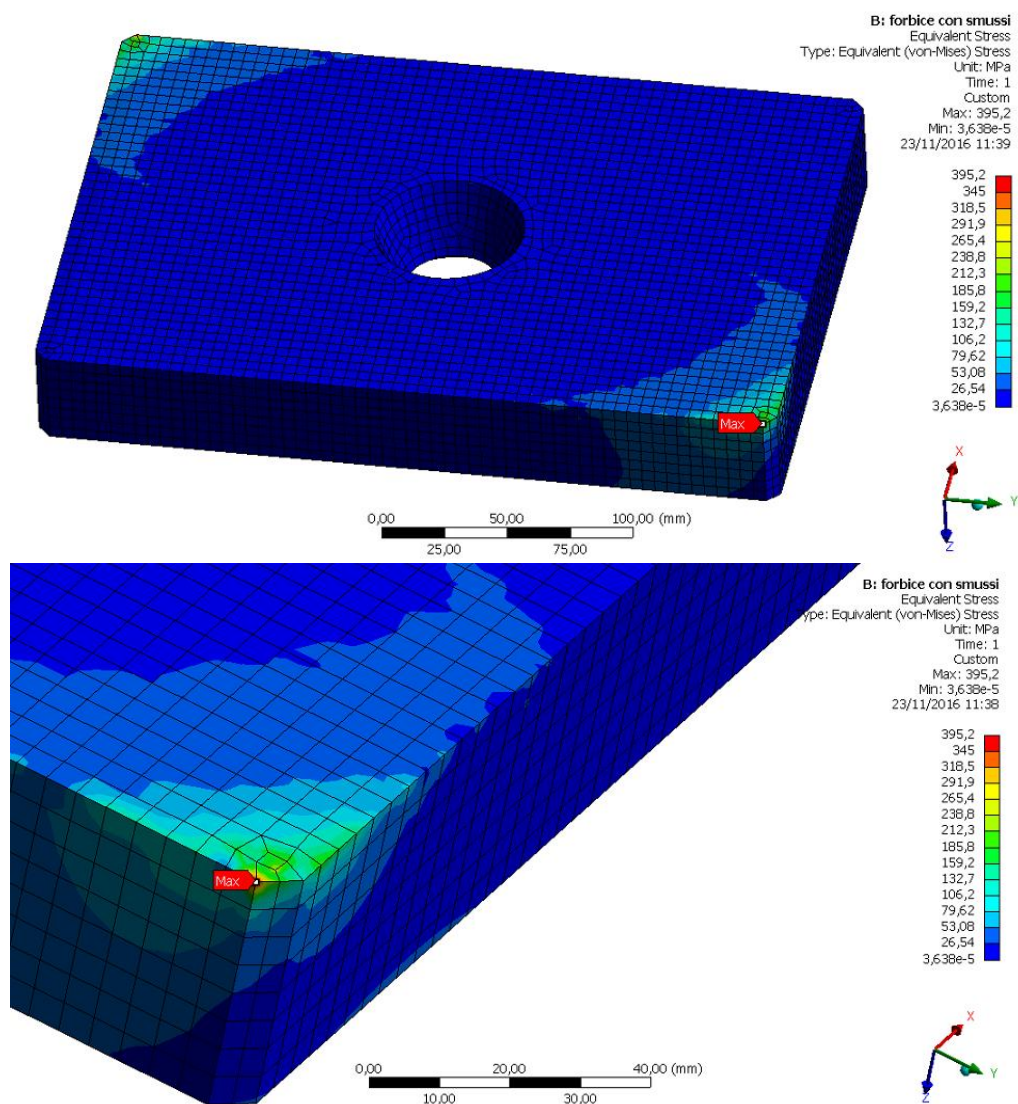 B: forbice con smussi
Equivalent Stress
Type: Equivalent (von-Mises) Stress
Unit: MPa
Time: 1
Custom
Max: 395,2
Min: 3,638e-5
23/11/2016 11:39
395,2
345
318,5
291,9
265,4
238,8
212,3
185,8
159,2
132,7
106,2
79,62
53,08
26,54
3,638e-5
Max
X
Y
Z
0,00 50,00 100,00 (mm)
25,00 75,00
B: forbice con smussi
Equivalent Stress
ype: Equivalent (von-Mises) Stress
Unit: MPa
Time: 1
Custom
Max: 395,2
Min: 3,638e-5
23/11/2016 11:38
395,2
345
318,5
291,9
265,4
238,8
212,3
185,8
159,2
132,7
106,2
79,62
53,08
26,54
3,638e-5
Max
X
Y
Z
0,00 20,00 40,00 (mm)
10,00 30,00